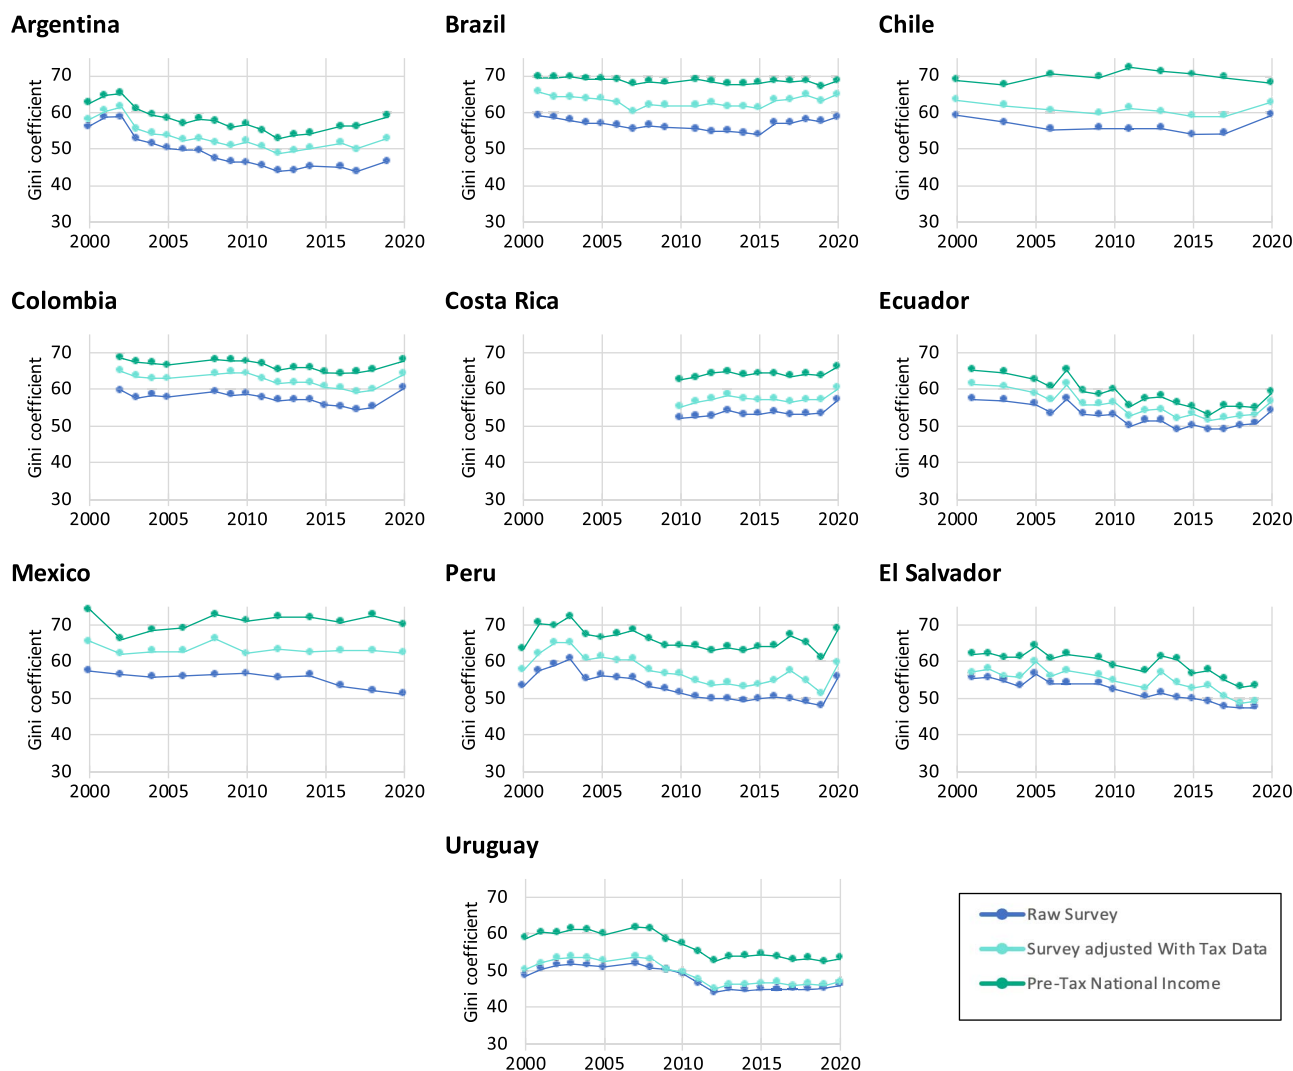 Argentina
Brazil
Chile
Gini coefficient
70
60
50
40
30
2000 2005 2010 2015 2020
Gini coefficient
70
60
50
40
30
2000 2005 2010 2015 2020
Gini coefficient
70
60
50
40
30
2000 2005 2010 2015 2020
Colombia
Costa Rica
Ecuador
Gini coefficient
70
60
50
40
30
2000 2005 2010 2015 2020
Gini coefficient
70
60
50
40
30
2000 2005 2010 2015 2020
Gini coefficient
70
60
50
40
30
2000 2005 2010 2015 2020
Mexico
Peru
El Salvador
Gini coefficient
70
60
50
40
30
2000 2005 2010 2015 2020
Gini coefficient
70
60
50
40
30
2000 2005 2010 2015 2020
Gini coefficient
70
60
50
40
30
2000 2005 2010 2015 2020
Uruguay
Gini coefficient
70
60
50
40
30
2000 2005 2010 2015 2020
Raw Survey
Survey adjusted With Tax Data
Pre-Tax National Income